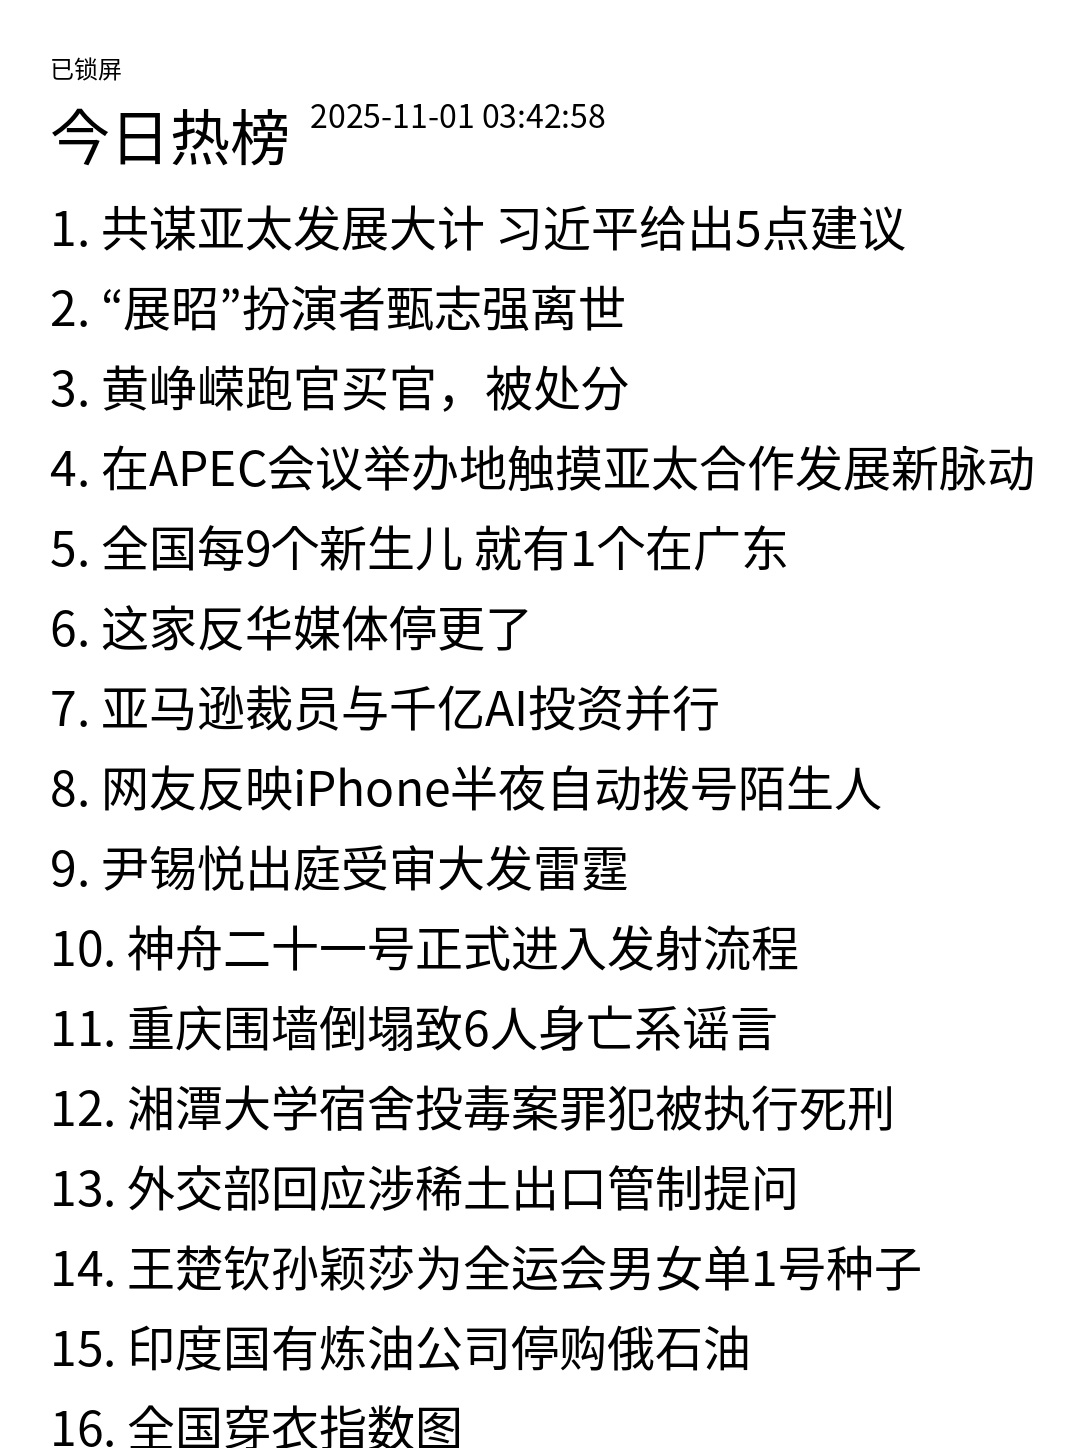 已锁屏
今日热榜 2025-11-01 03:42:58
1. 共谋亚太发展大计 习近平给出5点建议
2. “展昭”扮演者甄志强离世
3. 黄峥嵘跑官买官，被处分
4. 在APEC会议举办地触摸亚太合作发展新脉动
5. 全国每9个新生儿 就有1个在广东
6. 这家反华媒体停更了
7. 亚马逊裁员与千亿AI投资并行
8. 网友反映iPhone半夜自动拨号陌生人
9. 尹锡悦出庭受审大发雷霆
10. 神舟二十一号正式进入发射流程
11. 重庆围墙倒塌致6人身亡系谣言
12. 湘潭大学宿舍投毒案罪犯被执行死刑
13. 外交部回应涉稀土出口管制提问
14. 王楚钦孙颖莎为全运会男女单1号种子
15. 印度国有炼油公司停购俄石油
16. 全国穿衣指数图